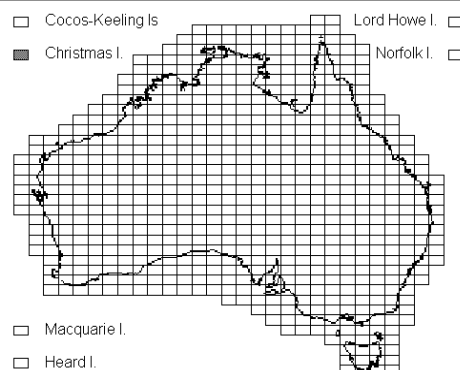 Cocos-Keeling Is
Lord Howe I.
Christmas I.
Norfolk I.
Macquarie I.
Heard I.